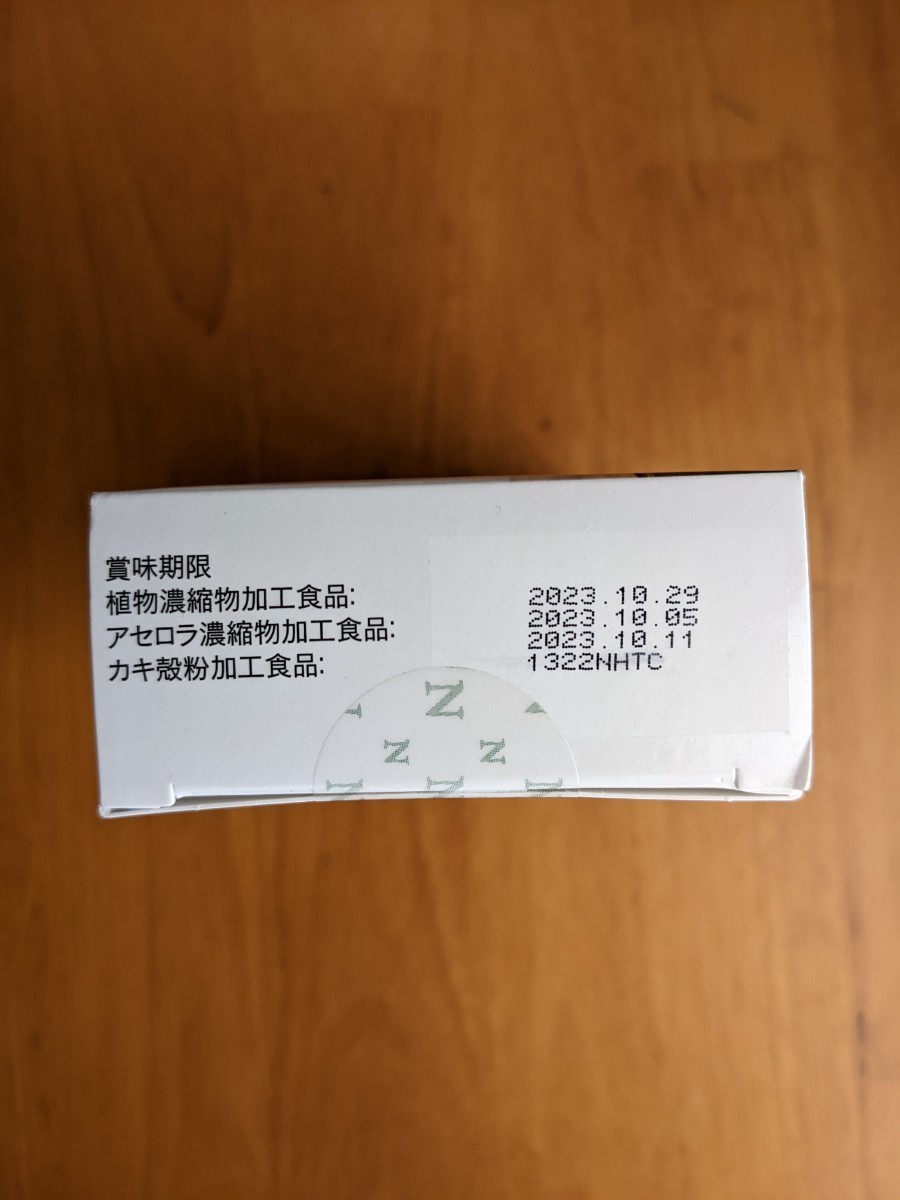 賞味期限
植物濃縮物加工食品: 2023.10.29
アセロラ濃縮物加工食品: 2023.10.05
カキ殻粉加工食品: 2023.10.11
1322NHTC
N
N N
N N N